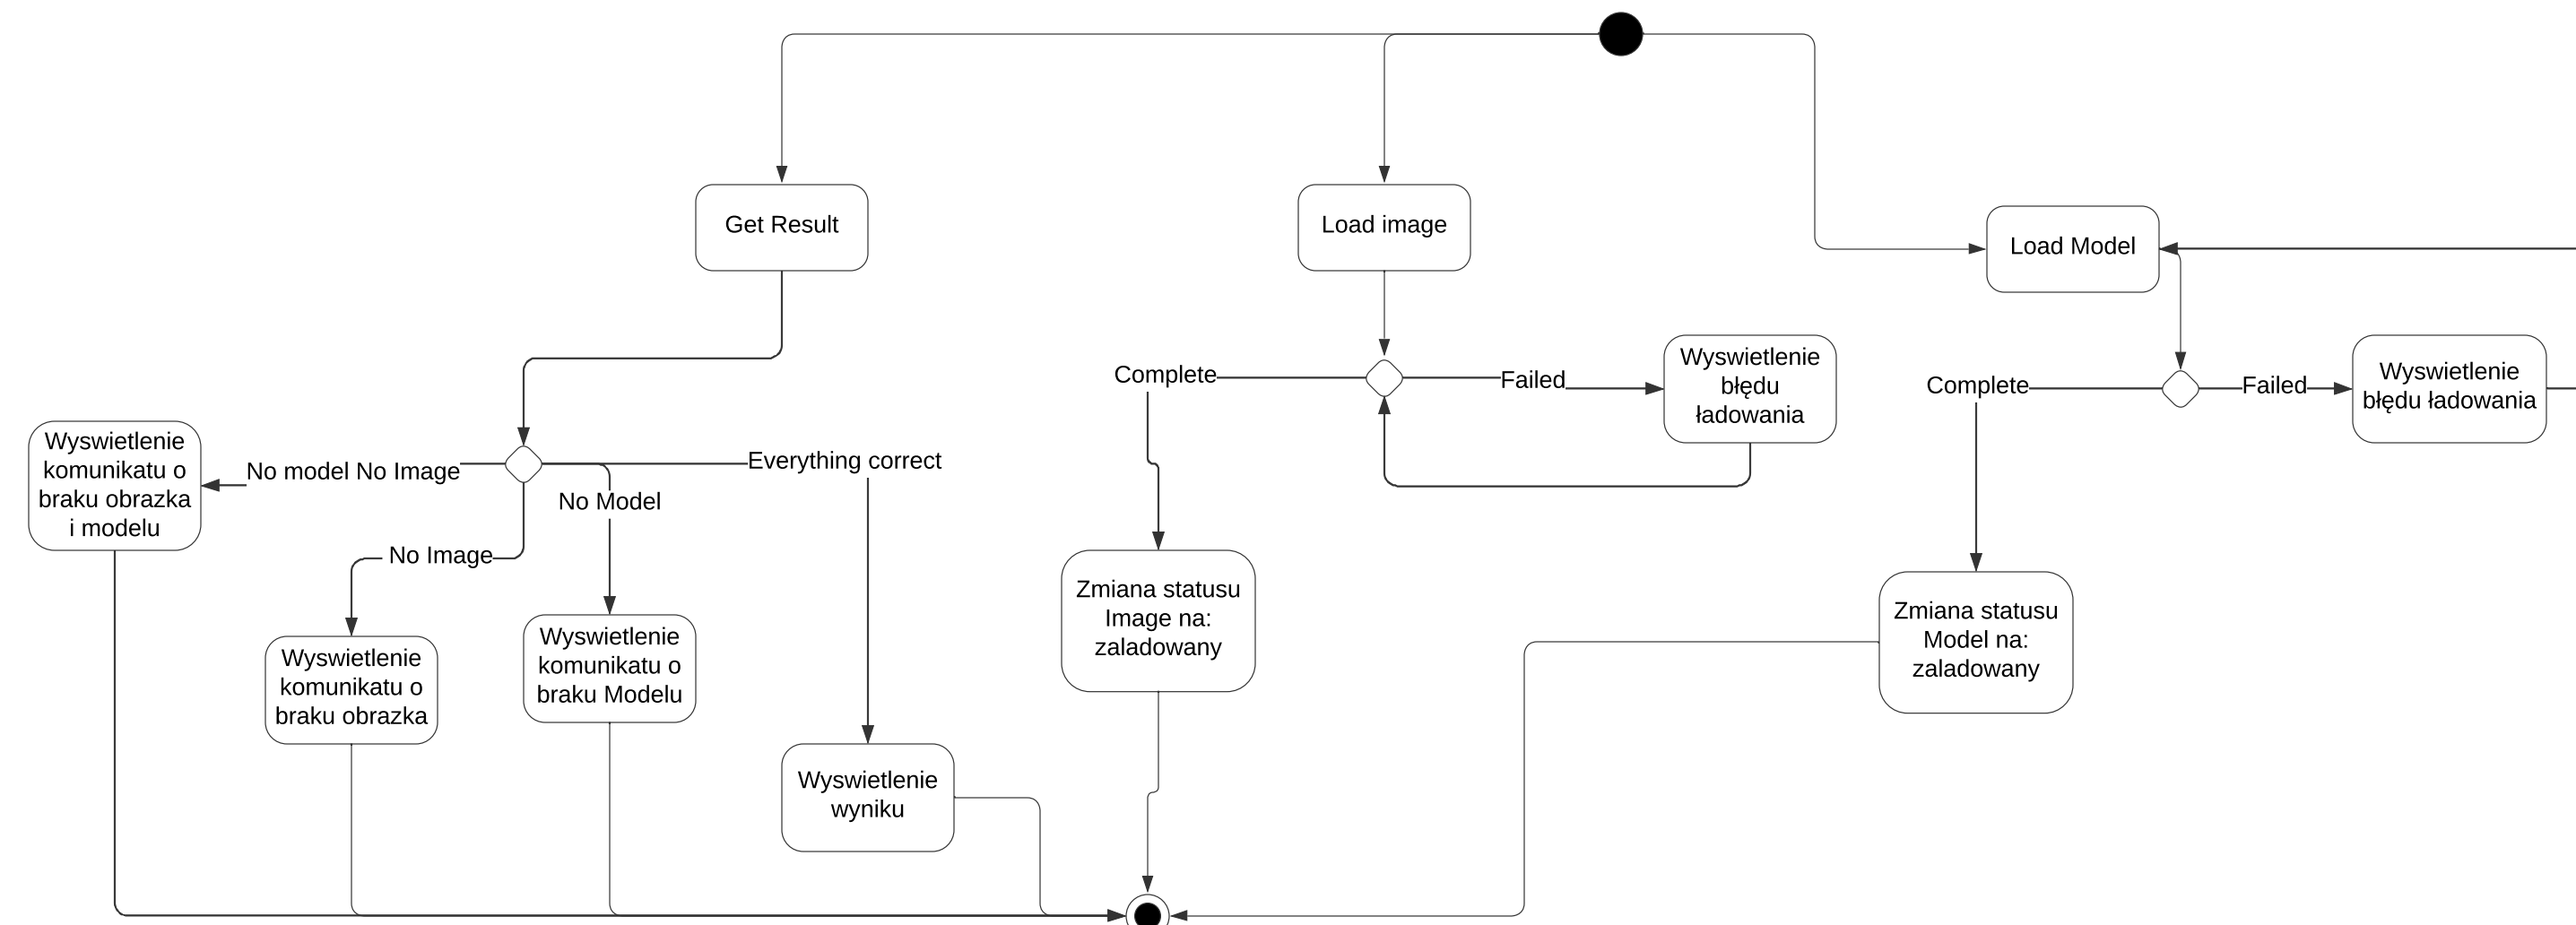 Get Result
Load image
Load Model
Complete
Failed
Wyswietlenie
błędu
ładowania
Complete
Failed
Wyswietlenie
błędu ładowania
Wyswietlenie
komunikatu o
braku obrazka
i modelu
No model No Image
Everything correct
No Model
No Image
Zmiana statusu
Image na:
zaladowany
Zmiana statusu
Model na:
zaladowany
Wyswietlenie
komunikatu o
braku obrazka
Wyswietlenie
komunikatu o
braku Modelu
Wyswietlenie
wyniku